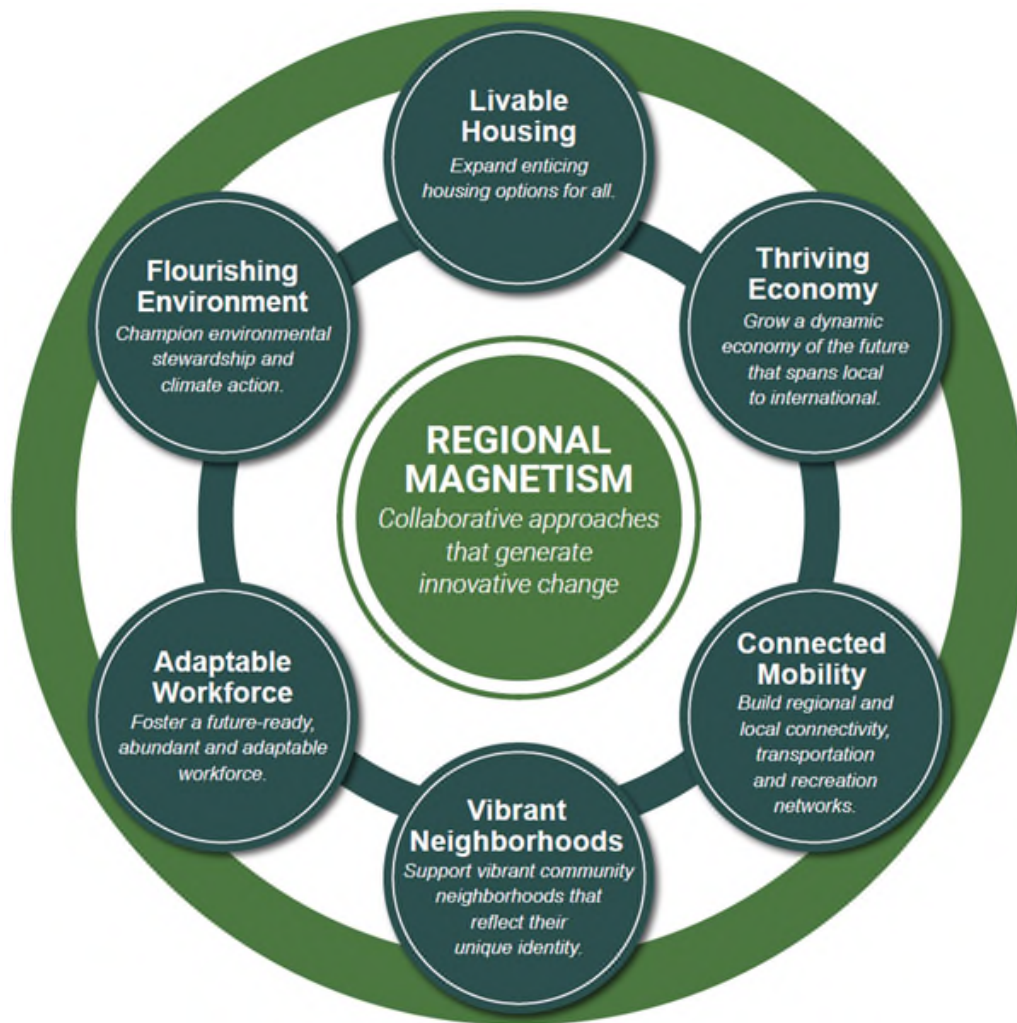 Livable
Housing
Expand enticing
housing options for all.
Thriving
Economy
Grow a dynamic
economy of the future
that spans local
to international.
Connected
Mobility
Build regional and
local connectivity,
transportation
and recreation
networks.
Vibrant
Neighborhoods
Support vibrant community
neighborhoods that
reflect their
unique identity.
Adaptable
Workforce
Foster a future-ready,
abundant and adaptable
workforce.
Flourishing
Environment
Champion environmental
stewardship and
climate action.
REGIONAL
MAGNETISM
Collaborative approaches
that generate
innovative change